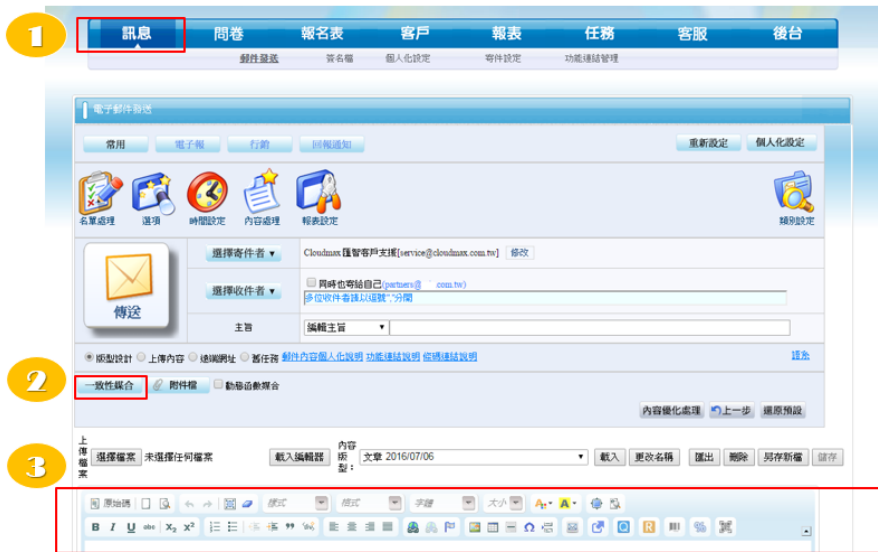 1
訊息 問卷 報名表 客戶 報表 任務 客服 後台
郵件發送 簽名檔 個人化設定 寄件設定 功能連結管理
電子郵件發送
常用 電子報 行銷 回報通知 重新設定 個人化設定
名單處理 選項 時間設定 內容處理 報表設定 類別設定
選擇寄件者 Cloudmax 匯智客戶支援[service@cloudmax.com.tw] 修改
選擇收件者 同時也寄給自己(partners@ com.tw)
多位收件者請以逗號","分開
傳送
主旨 編輯主旨
版型設計 上傳內容 遠端網址 舊任務 郵件內容個人化說明 功能連結說明 條碼連結說明
2
一致性媒合 附件檔 動態函數媒合
內容優化處理 上一步 還原預設
3
上傳檔案 選擇檔案 未選擇任何檔案 載入編輯器 內容版型: 文章 2016/07/06 載入 更改名稱 匯出 刪除 另存新檔 儲存
原始碼 樣式 格式 字體 大小 A A
B I U abc X₂ X² Ω R